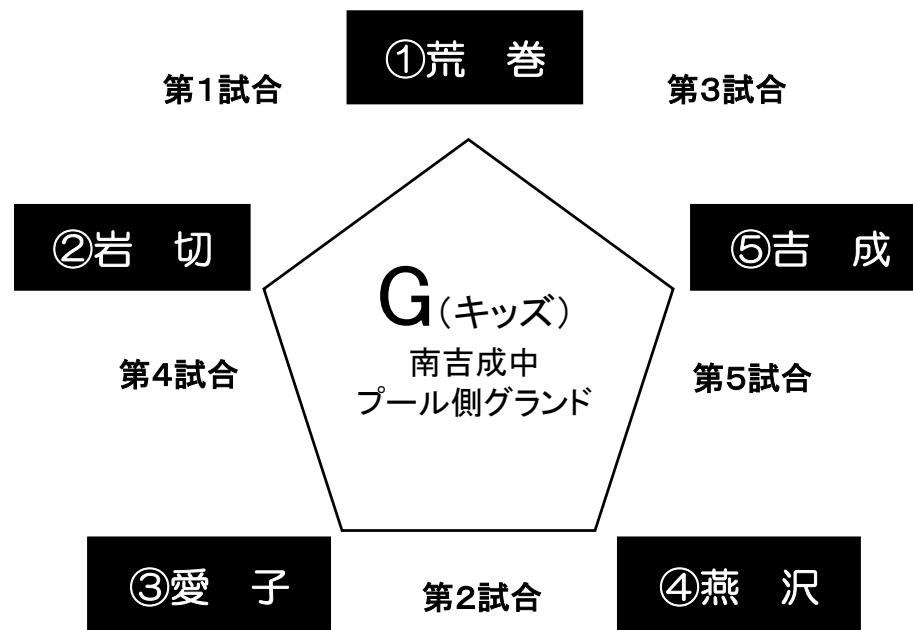 ①荒　巻
第1試合
第3試合
②岩　切
⑤吉　成
G(キッズ)
南吉成中
プール側グランド
第4試合
第5試合
③愛　子
第2試合
④燕　沢